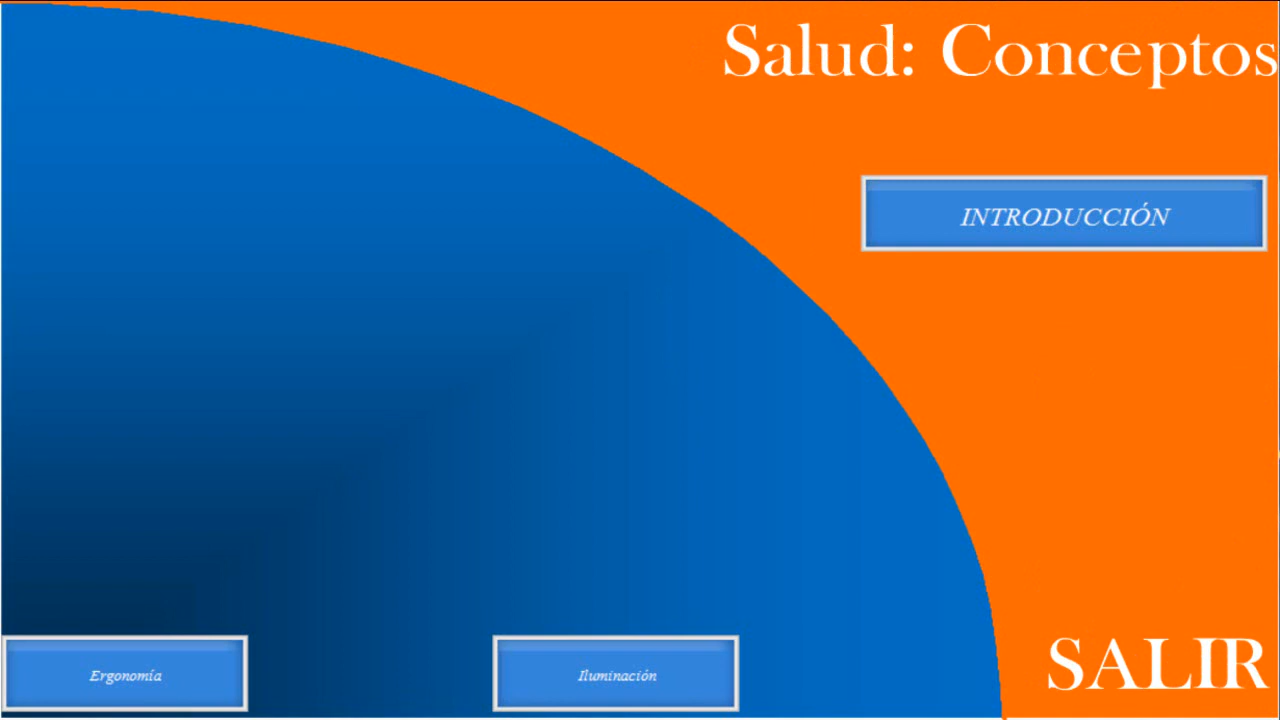 Salud: Conceptos
INTRODUCCIÓN
SALIR
Ergonomía
Iluminación